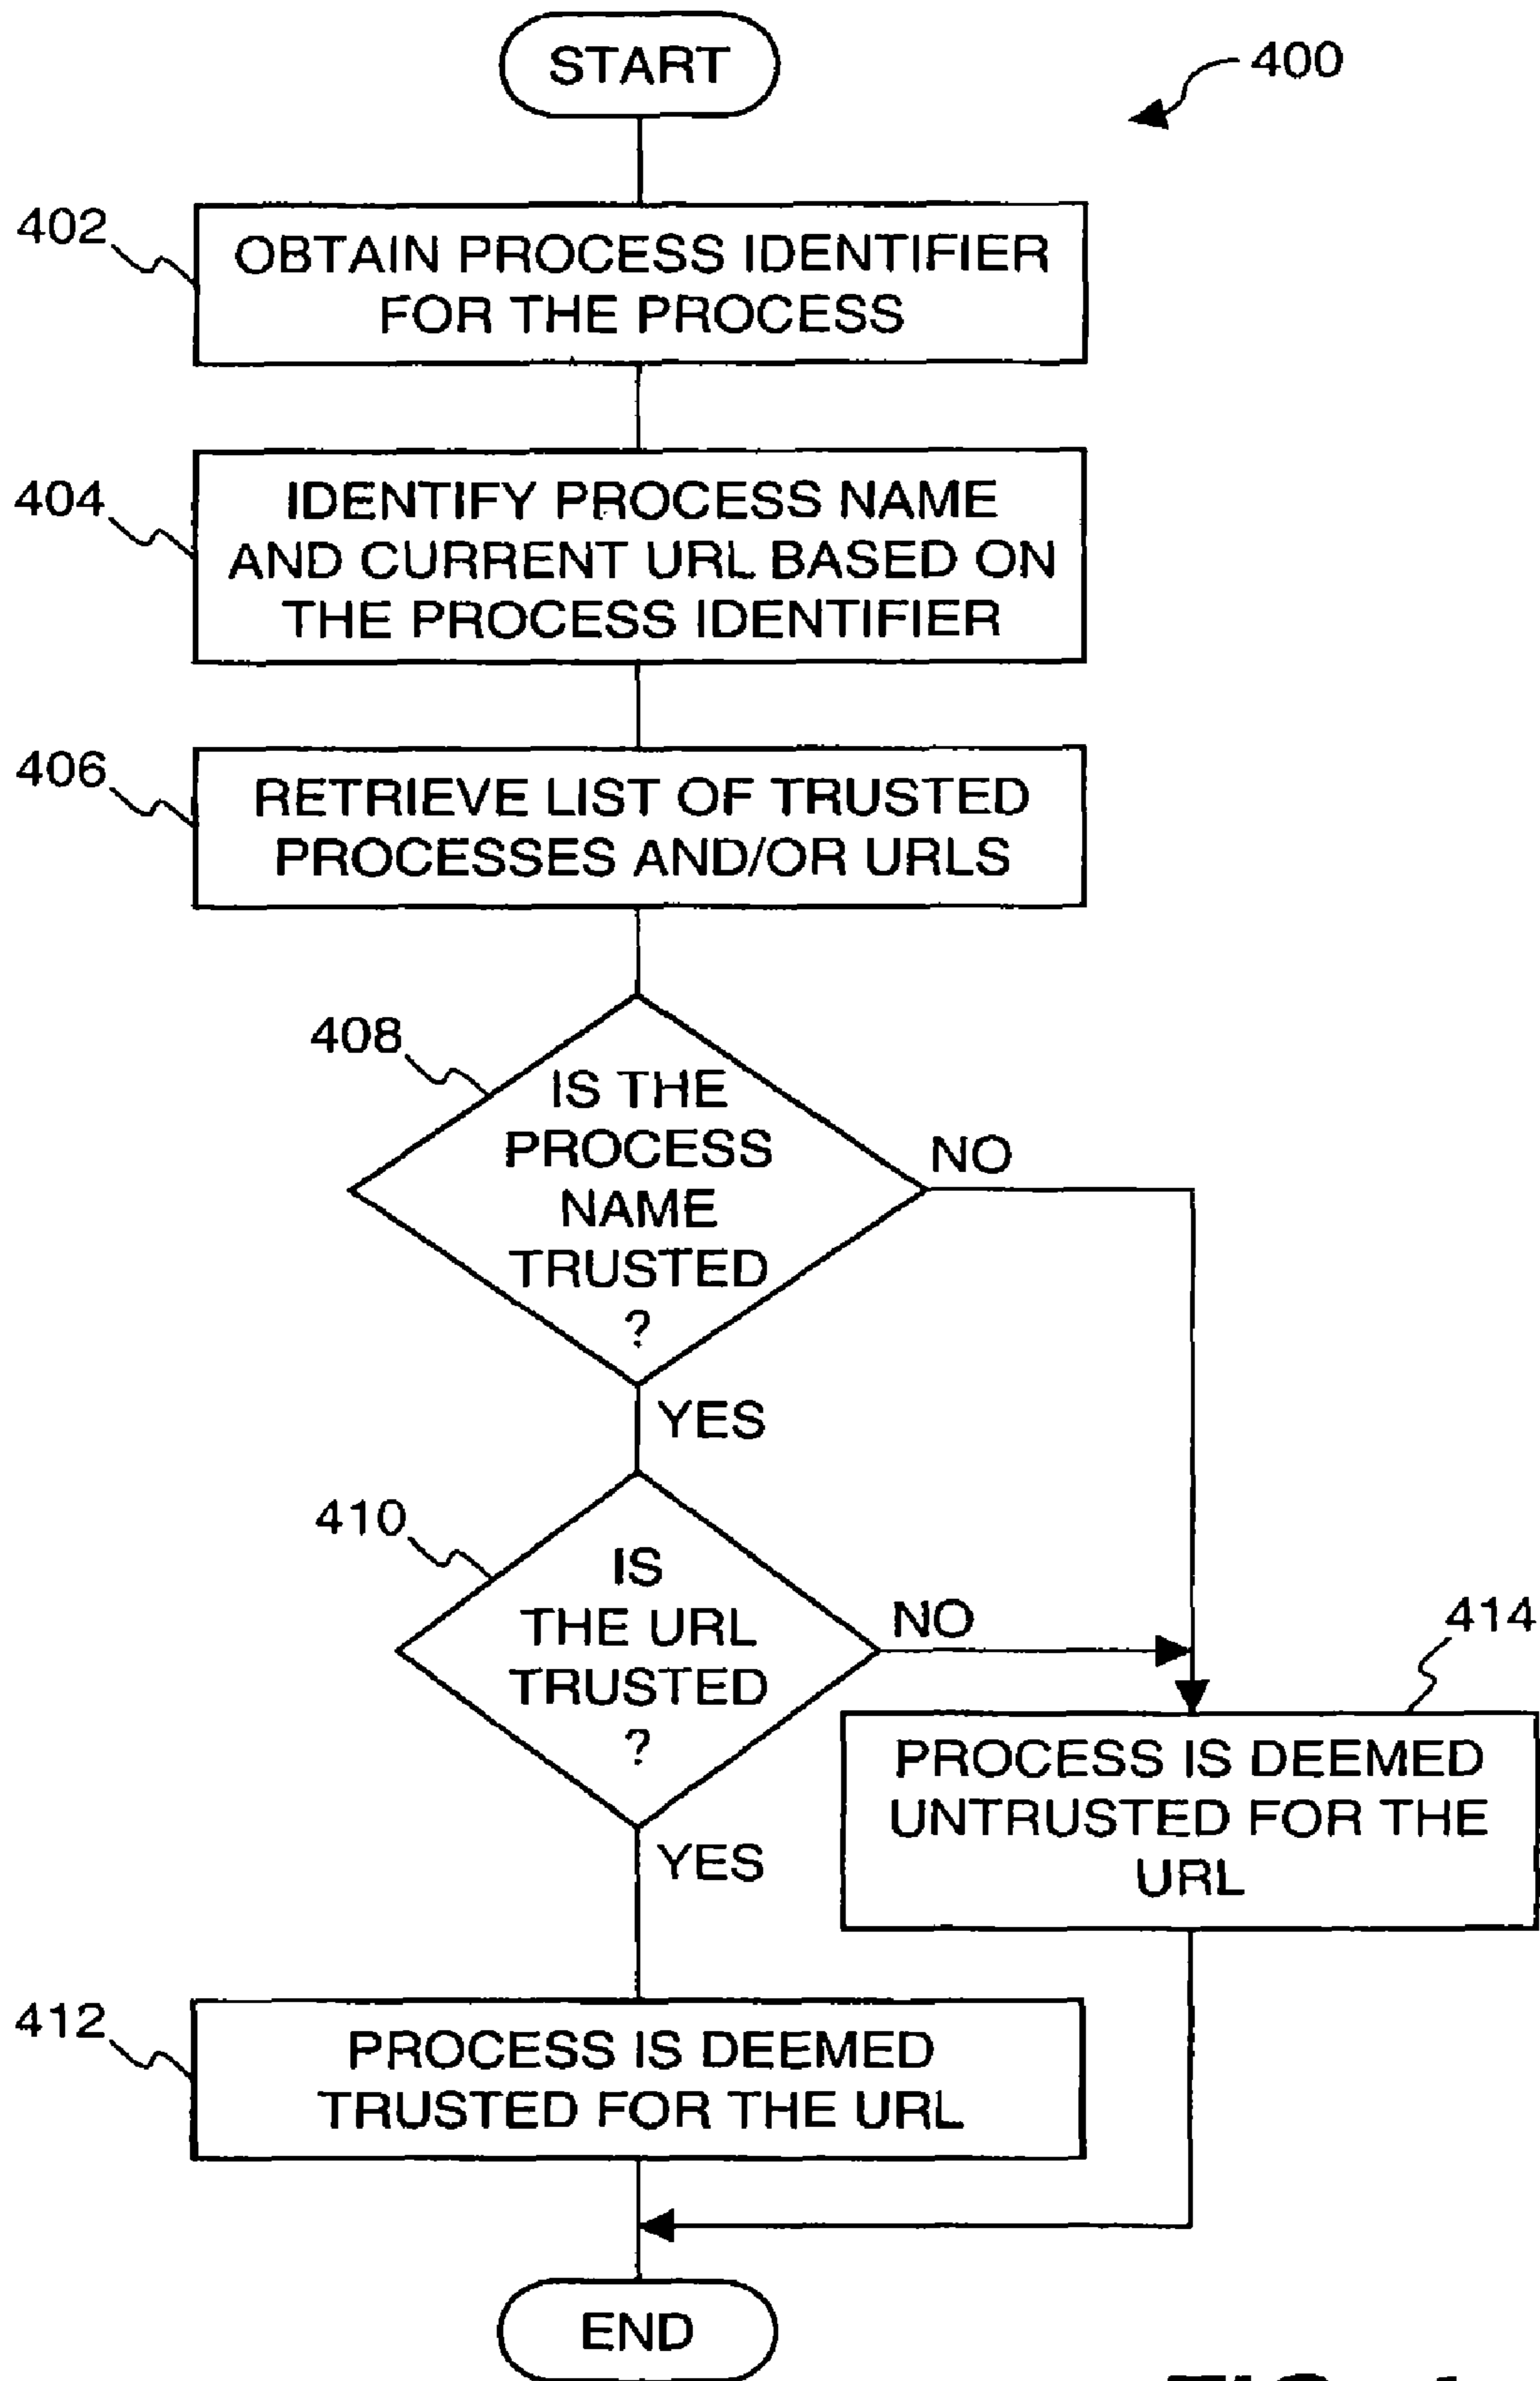 START
400
402
OBTAIN PROCESS IDENTIFIER
FOR THE PROCESS
404
IDENTIFY PROCESS NAME
AND CURRENT URL BASED ON
THE PROCESS IDENTIFIER
406
RETRIEVE LIST OF TRUSTED
PROCESSES AND/OR URLS
408
IS THE
PROCESS
NAME
TRUSTED
?
NO
YES
410
IS
THE URL
TRUSTED
?
NO
YES
414
PROCESS IS DEEMED
UNTRUSTED FOR THE
URL
412
PROCESS IS DEEMED
TRUSTED FOR THE URL
END